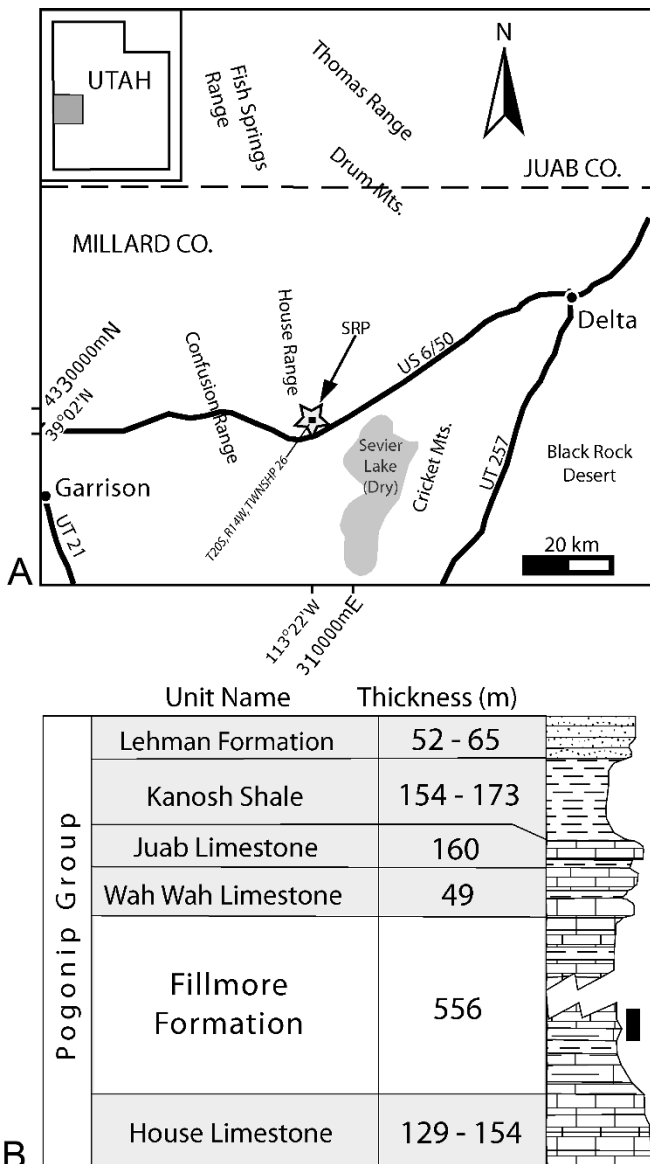 N
UTAH
Fish Springs
Range
Thomas Range
Drum Mts.
JUAB CO.
MILLARD CO.
House Range
SRP
US 6/50
Delta
4330000mN
39°02'N
Confusion Range
T20S, R14W, TWNSHP 26
Sevier
Lake
(Dry)
Cricket Mts.
UT 257
Black Rock
Desert
Garrison
UT 21
20 km
A
113°22'W
310000mE
Unit Name Thickness (m)
Pogonip Group
Lehman Formation 52 - 65
Kanosh Shale 154 - 173
Juab Limestone 160
Wah Wah Limestone 49
Fillmore
Formation
556
House Limestone 129 - 154
B